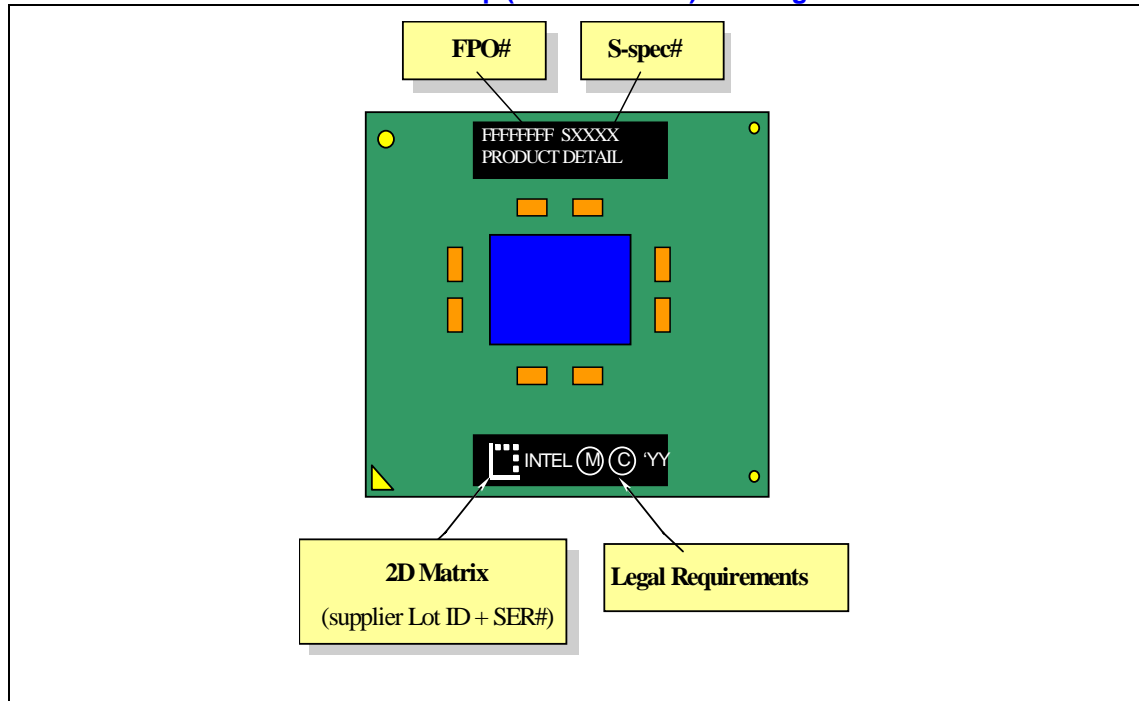 FPO#
S-spec#
FFFFFFFF SXXXX
PRODUCT DETAIL
INTEL M C 'YY
2D Matrix
(supplier Lot ID + SER#)
Legal Requirements